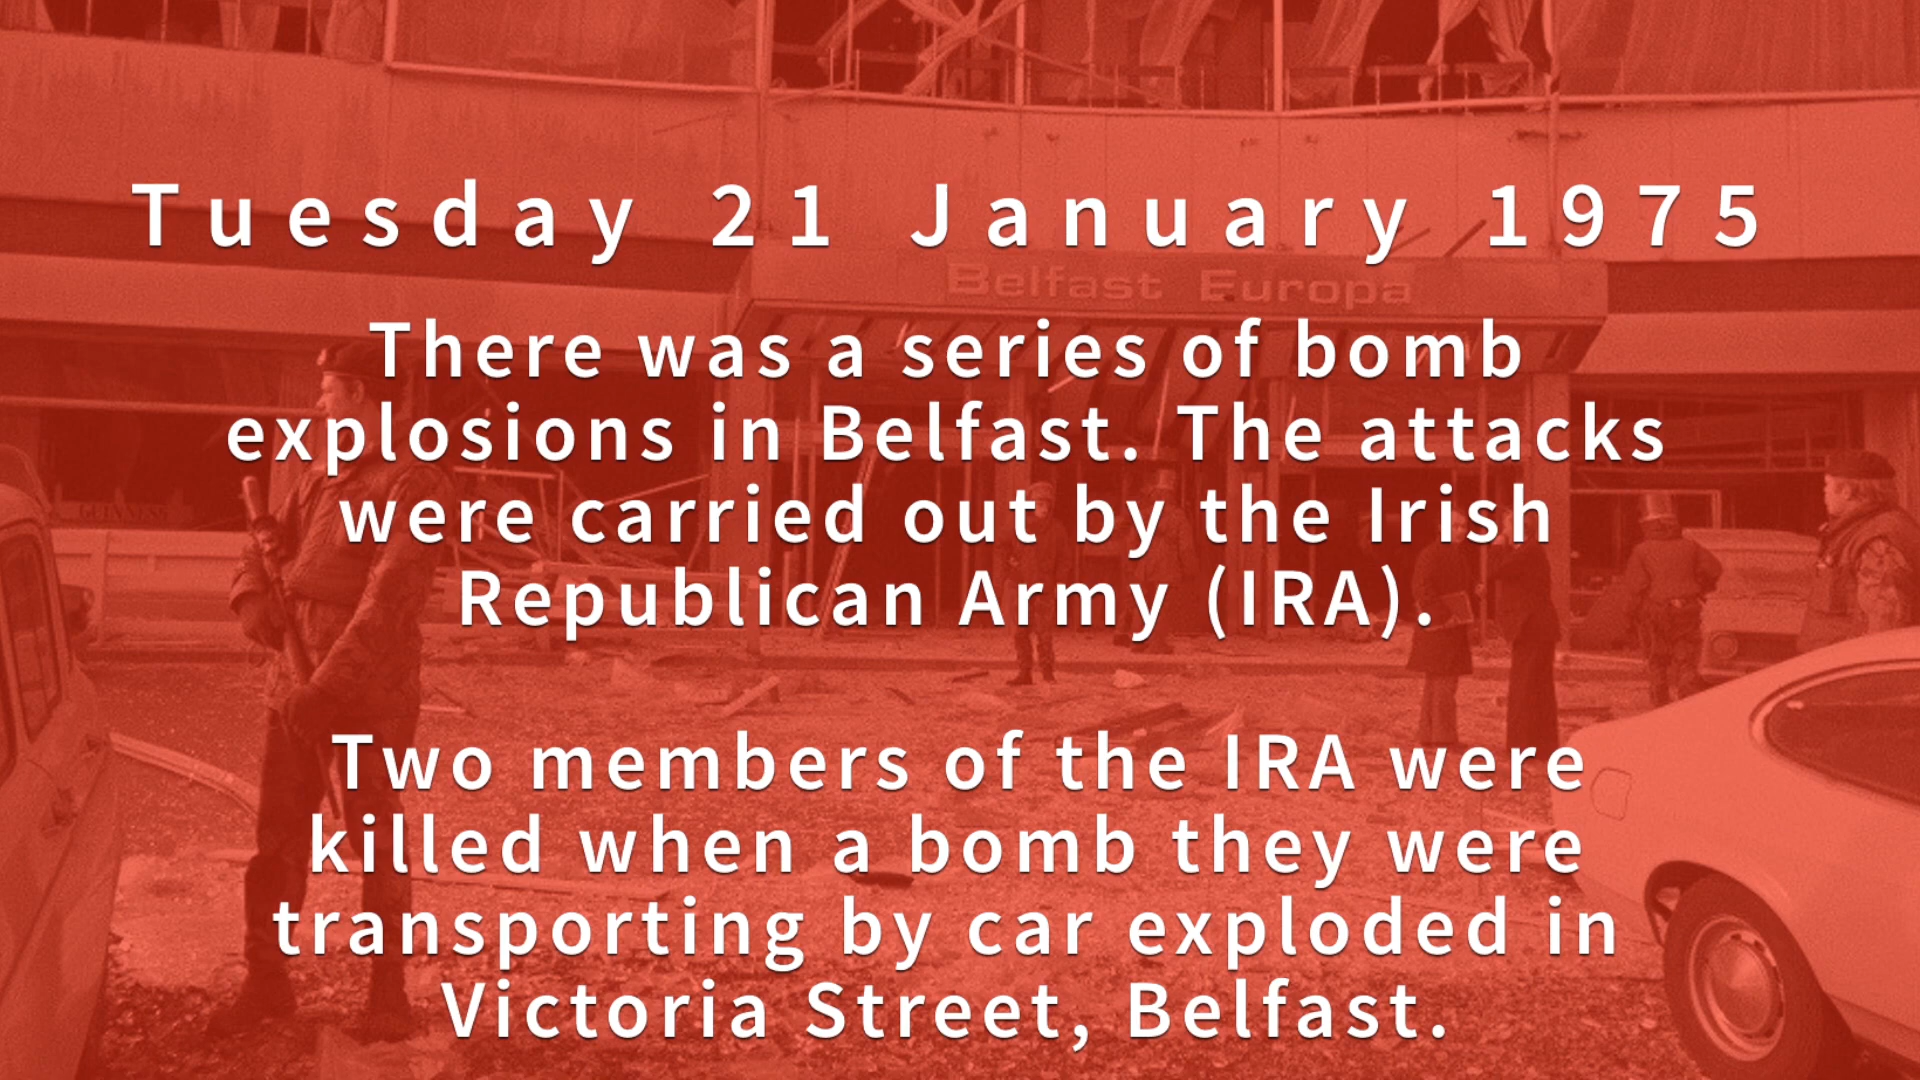 Tuesday 21 January 1975
Belfast Europa
There was a series of bomb
explosions in Belfast. The attacks
were carried out by the Irish
Republican Army (IRA).
GUINNESS
Two members of the IRA were
killed when a bomb they were
transporting by car exploded in
Victoria Street, Belfast.